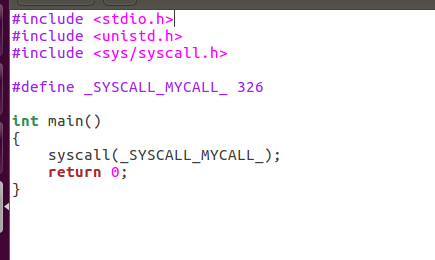 #include <stdio.h>
#include <unistd.h>
#include <sys/syscall.h>
#define _SYSCALL_MYCALL_ 326
int main()
{
syscall(_SYSCALL_MYCALL_);
return 0;
}